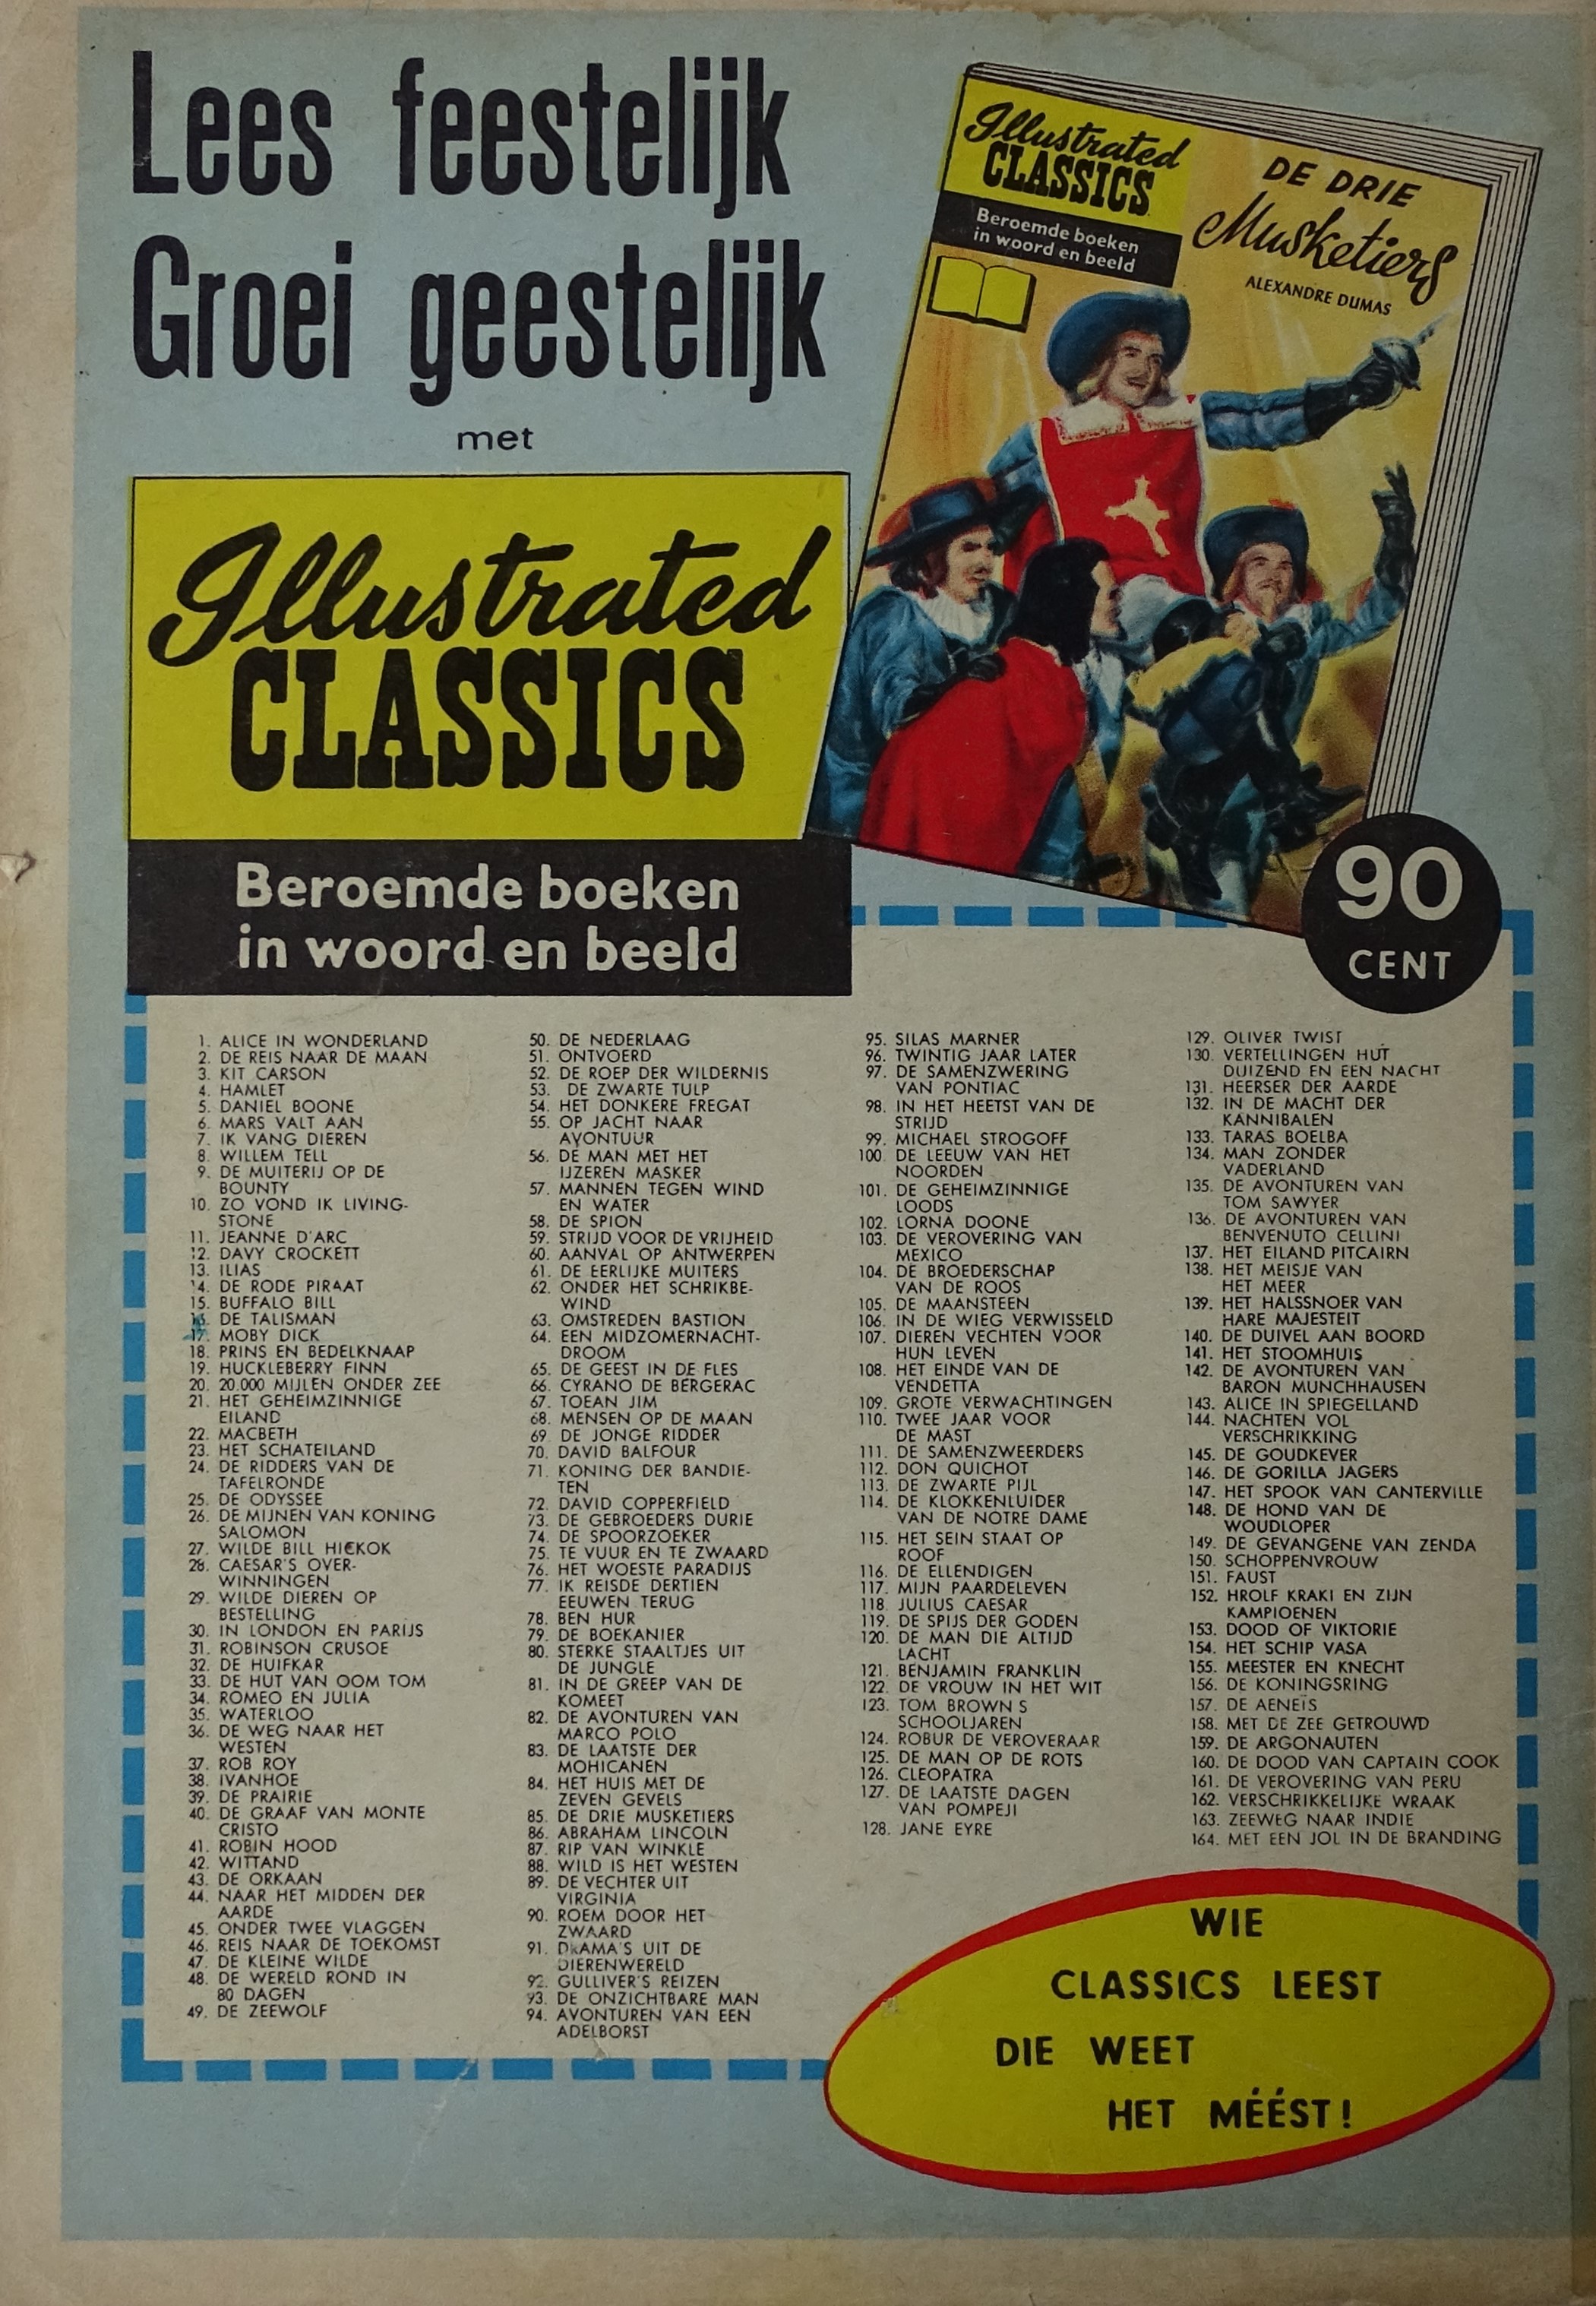 Lees feestelijk
Groei geestelijk
met
Illustrated
CLASSICS
Beroemde boeken
in woord en beeld
Illustrated
CLASSICS
Beroemde boeken
in woord en beeld
DE DRIE
Musketiers
ALEXANDRE DUMAS
90
CENT
1. ALICE IN WONDERLAND
2. DE REIS NAAR DE MAAN
3. KIT CARSON
4. HAMLET
5. DANIEL BOONE
6. MARS VALT AAN
7. IK VANG DIEREN
8. WILLEM TELL
9. DE MUITERIJ OP DE
BOUNTY
10. ZO VOND IK LIVING-
STONE
11. JEANNE D'ARC
12. DAVY CROCKETT
13. ILIAS
14. DE RODE PIRAAT
15. BUFFALO BILL
16. DE TALISMAN
17. MOBY DICK
18. PRINS EN BEDELKNAAP
19. HUCKLEBERRY FINN
20. 20.000 MIJLEN ONDER ZEE
21. HET GEHEIMZINNIGE
EILAND
22. MACBETH
23. HET SCHATEILAND
24. DE RIDDERS VAN DE
TAFELRONDE
25. DE ODYSSEE
26. DE MIJNEN VAN KONING
SALOMON
27. WILDE BILL HICKOK
28. CAESAR'S OVER-
WINNINGEN
29. WILDE DIEREN OP
BESTELLING
30. IN LONDON EN PARIJS
31. ROBINSON CRUSOE
32. DE HUIFKAR
33. DE HUT VAN OOM TOM
34. ROMEO EN JULIA
35. WATERLOO
36. DE WEG NAAR HET
WESTEN
37. ROB ROY
38. IVANHOE
39. DE PRAIRIE
40. DE GRAAF VAN MONTE
CRISTO
41. ROBIN HOOD
42. WITTAND
43. DE ORKAAN
44. NAAR HET MIDDEN DER
AARDE
45. ONDER TWEE VLAGGEN
46. REIS NAAR DE TOEKOMST
47. DE KLEINE WILDE
48. DE WERELD ROND IN
80 DAGEN
49. DE ZEEWOLF
50. DE NEDERLAAG
51. ONTVOERD
52. DE ROEP DER WILDERNIS
53. DE ZWARTE TULP
54. HET DONKERE FREGAT
55. OP JACHT NAAR
AVONTUUR
56. DE MAN MET HET
IJZEREN MASKER
57. MANNEN TEGEN WIND
EN WATER
58. DE SPION
59. STRIJD VOOR DE VRIJHEID
60. AANVAL OP ANTWERPEN
61. DE EERLIJKE MUITERS
62. ONDER HET SCHRIKBE-
WIND
63. OMSTREDEN BASTION
64. EEN MIDZOMERNACHT-
DROOM
65. DE GEEST IN DE FLES
66. CYRANO DE BERGERAC
67. TOEAN JIM
68. MENSEN OP DE MAAN
69. DE JONGE RIDDER
70. DAVID BALFOUR
71. KONING DER BANDIE-
TEN
72. DAVID COPPERFIELD
73. DE GEBROEDERS DURIE
74. DE SPOORZOEKER
75. TE VUUR EN TE ZWAARD
76. HET WOESTE PARADIJS
77. IK REISDE DERTIEN
EEUWEN TERUG
78. BEN HUR
79. DE BOEKANIER
80. STERKE STAALTJES UIT
DE JUNGLE
81. IN DE GREEP VAN DE
KOMEET
82. DE AVONTUREN VAN
MARCO POLO
83. DE LAATSTE DER
MOHICANEN
84. HET HUIS MET DE
ZEVEN GEVELS
85. DE DRIE MUSKETIERS
86. ABRAHAM LINCOLN
87. RIP VAN WINKLE
88. WILD IS HET WESTEN
89. DE VECHTER UIT
VIRGINIA
90. ROEM DOOR HET
ZWAARD
91. DRAMA'S UIT DE
DIERENWERELD
92. GULLIVER'S REIZEN
93. DE ONZICHTBARE MAN
94. AVONTUREN VAN EEN
ADELBORST
95. SILAS MARNER
96. TWINTIG JAAR LATER
97. DE SAMENZWERING
VAN PONTIAC
98. IN HET HEETST VAN DE
STRIJD
99. MICHAEL STROGOFF
100. DE LEEUW VAN HET
NOORDEN
101. DE GEHEIMZINNIGE
LOODS
102. LORNA DOONE
103. DE VEROVERING VAN
MEXICO
104. DE BROEDERSCHAP
VAN DE ROOS
105. DE MAANSTEEN
106. IN DE WIEG VERWISSELD
107. DIEREN VECHTEN VOOR
HUN LEVEN
108. HET EINDE VAN DE
VENDETTA
109. GROTE VERWACHTINGEN
110. TWEE JAAR VOOR
DE MAST
111. DE SAMENZWEERDERS
112. DON QUICHOT
113. DE ZWARTE PIJL
114. DE KLOKKENLUIDER
VAN DE NOTRE DAME
115. HET SEIN STAAT OP
ROOF
116. DE ELLENDIGEN
117. MIJN PAARDELEVEN
118. JULIUS CAESAR
119. DE SPIJS DER GODEN
120. DE MAN DIE ALTIJD
LACHT
121. BENJAMIN FRANKLIN
122. DE VROUW IN HET WIT
123. TOM BROWN S
SCHOOLJAREN
124. ROBUR DE VEROVERAAR
125. DE MAN OP DE ROTS
126. CLEOPATRA
127. DE LAATSTE DAGEN
VAN POMPEJI
128. JANE EYRE
129. OLIVER TWIST
130. VERTELLINGEN HUT
DUIZEND EN EEN NACHT
131. HEERSER DER AARDE
132. IN DE MACHT DER
KANNIBALEN
133. TARAS BOELBA
134. MAN ZONDER
VADERLAND
135. DE AVONTUREN VAN
TOM SAWYER
136. DE AVONTUREN VAN
BENVENUTO CELLINI
137. HET EILAND PITCAIRN
138. HET MEISJE VAN
HET MEER
139. HET HALSSNOER VAN
HARE MAJESTEIT
140. DE DUIVEL AAN BOORD
141. HET STOOMHUIS
142. DE AVONTUREN VAN
BARON MUNCHHAUSEN
143. ALICE IN SPIEGELLAND
144. NACHTEN VOL
VERSCHRIKKING
145. DE GOUDKEVER
146. DE GORILLA JAGERS
147. HET SPOOK VAN CANTERVILLE
148. DE HOND VAN DE
WOUDLOPER
149. DE GEVANGENE VAN ZENDA
150. SCHOPPENVROUW
151. FAUST
152. HROLF KRAKI EN ZIJN
KAMPIOENEN
153. DOOD OF VIKTORIE
154. HET SCHIP VASA
155. MEESTER EN KNECHT
156. DE KONINGSRING
157. DE AENEÏS
158. MET DE ZEE GETROUWD
159. DE ARGONAUTEN
160. DE DOOD VAN CAPTAIN COOK
161. DE VEROVERING VAN PERU
162. VERSCHRIKKELIJKE WRAAK
163. ZEEWEG NAAR INDIE
164. MET EEN JOL IN DE BRANDING
WIE
CLASSICS LEEST
DIE WEET
HET MÉÉST!